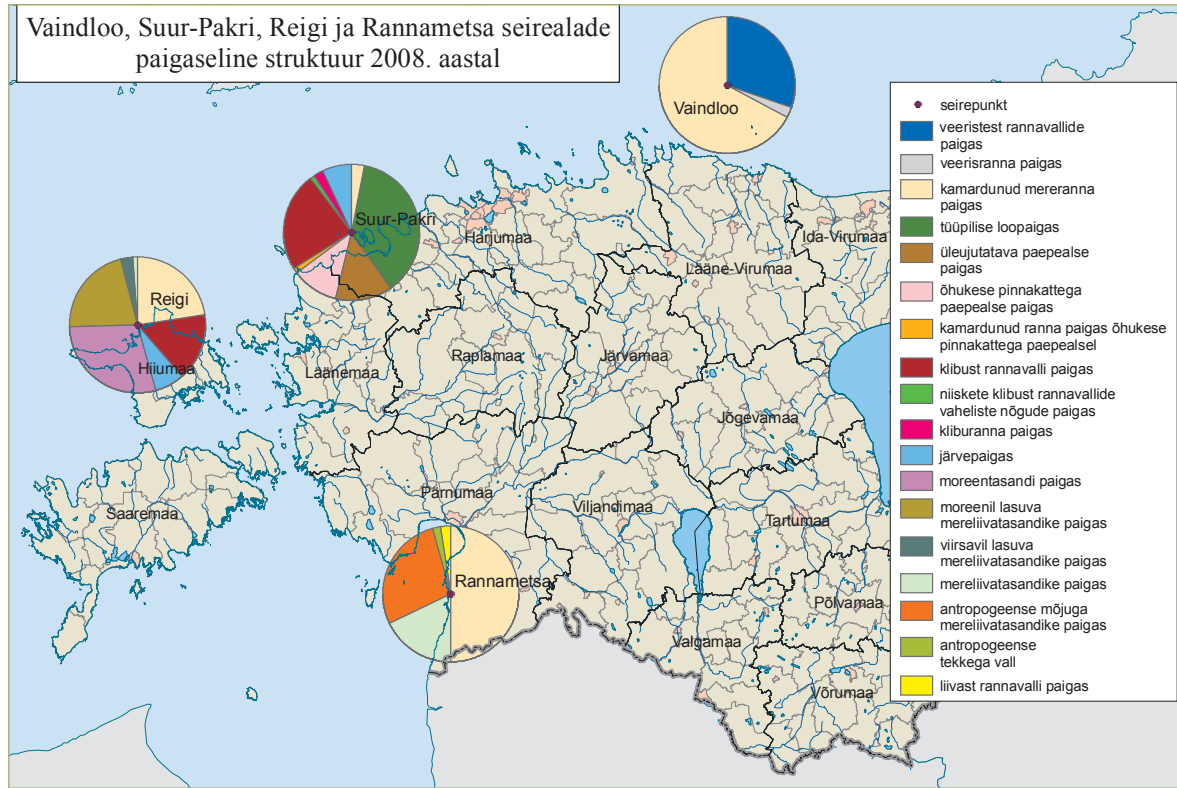 Vaindloo, Suur-Pakri, Reigi ja Rannametsa seirealade
paigaseline struktuur 2008. aastal
Vaindloo
seirepunkt
veeristest rannavallide
paigas
veerisranna paigas
kamardunud mereranna
paigas
tüüpilise loopaigas
üleujutatava paepealse
paigas
õhukese pinnakattega
paepealse paigas
kamardunud ranna paigas õhukese
pinnakattega paepealsel
klibust rannavalli paigas
niiskete klibust rannavallide
vaheliste nõgude paigas
kliburanna paigas
järvepaigas
moreentasandi paigas
moreenil lasuva
mereliivatasandike paigas
viirsavil lasuva
mereliivatasandike paigas
mereliivatasandike paigas
antropogeense mõjuga
mereliivatasandike paigas
antropogeense
tekkega vall
liivast rannavalli paigas
Suur-Pakri
Harjumaa
Ida-Virumaa
Lääne-Virumaa
Reigi
Hiiumaa
Läänemaa
Raplamaa
Järvamaa
Jõgevamaa
Saaremaa
Pärnumaa
Viljandimaa
Tartumaa
Rannametsa
Põlvamaa
Valgamaa
Võrumaa